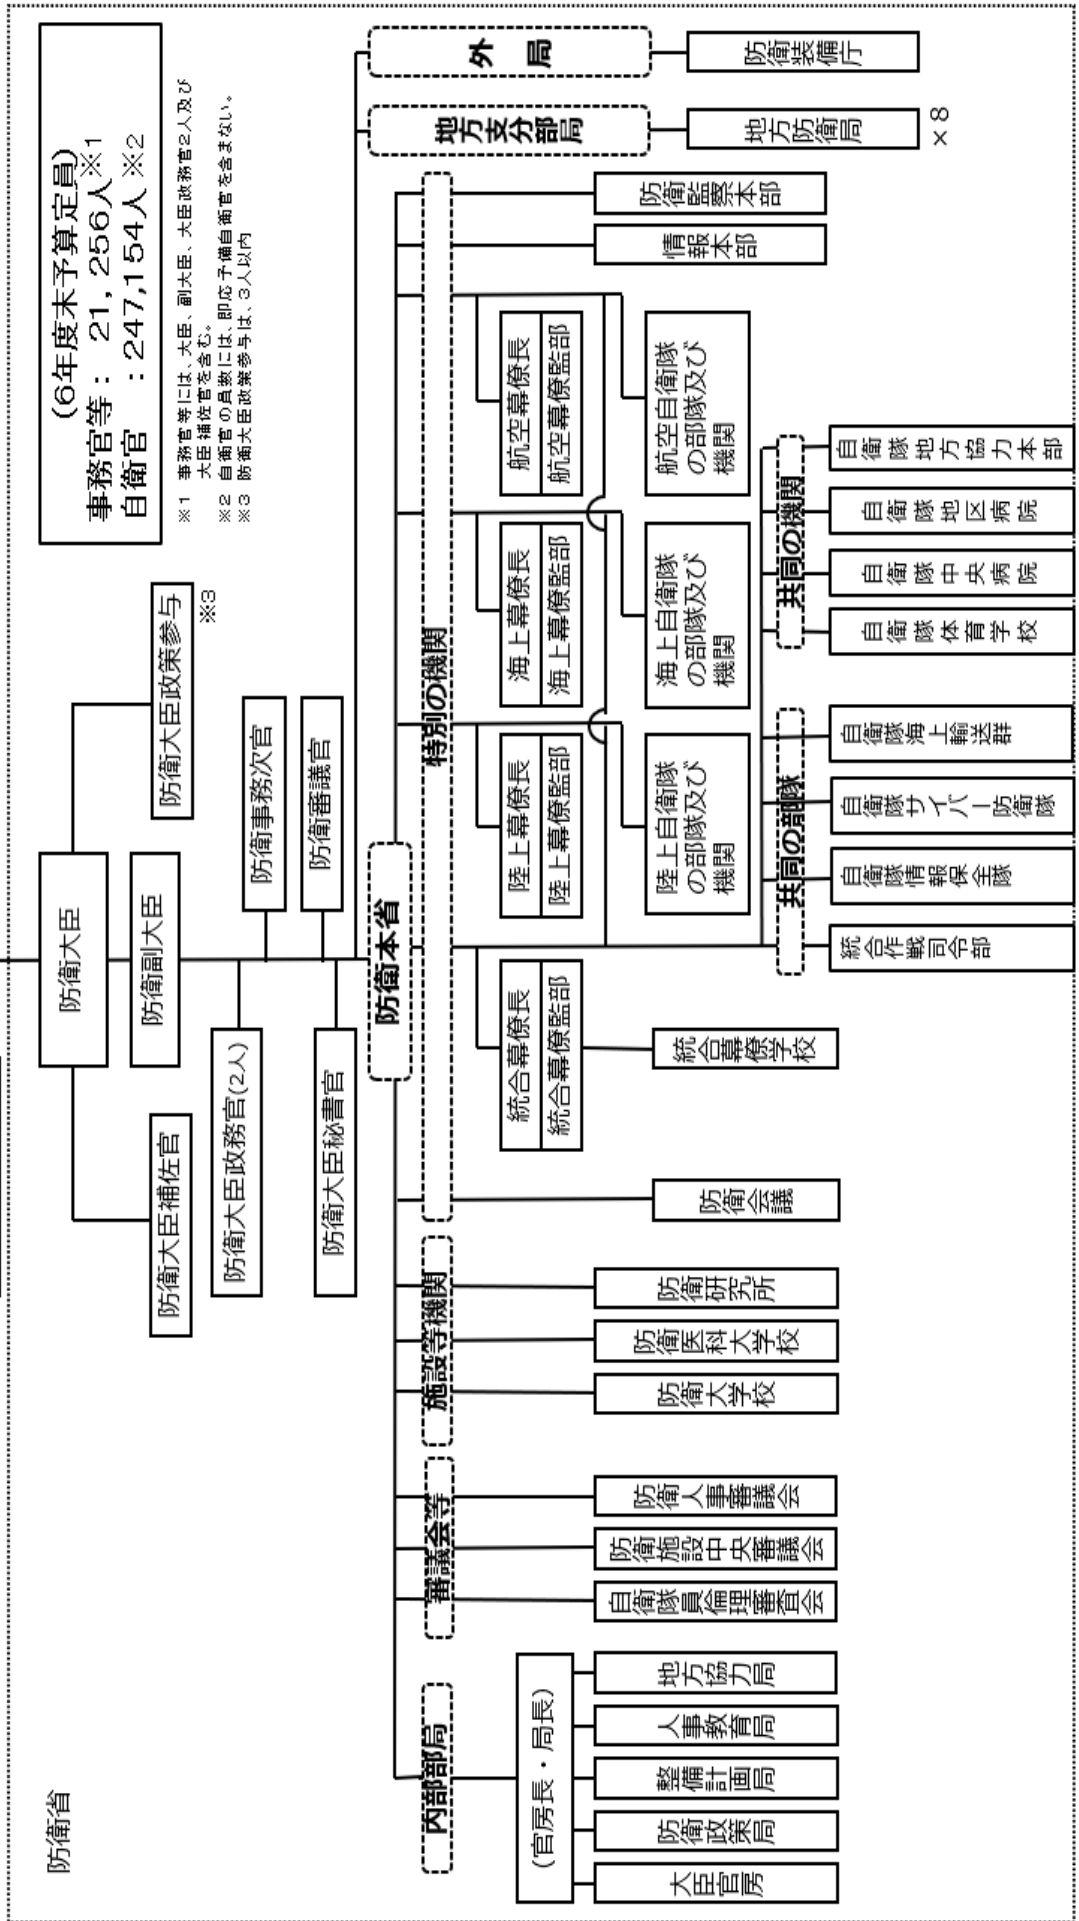 防衛省
(6年度末予算定員)
事務官等： 21,256人※1
自衛官 ：247,154人※2
※1 事務官等には、大臣、副大臣、大臣政務官2人及び
大臣補佐官を含む。
※2 自衛官の員数には、即応予備自衛官を含まない。
※3 防衛大臣政策参与は、3人以内
防衛大臣
防衛大臣補佐官
防衛副大臣
防衛大臣政策参与
※3
防衛大臣政務官(2人)
防衛事務次官
防衛大臣秘書官
防衛審議官
防衛本省
外 局
地方支分部局
内部部局
審議会等
施設等機関
特別の機関
(官房長・局長)
大臣官房
防衛政策局
整備計画局
人事教育局
地方協力局
自衛隊員倫理審査会
防衛施設中央審議会
防衛人事審議会
防衛大学校
防衛医科大学校
防衛研究所
防衛会議
統合幕僚長
統合幕僚監部
統合幕僚学校
陸上幕僚長
陸上幕僚監部
海上幕僚長
海上幕僚監部
航空幕僚長
航空幕僚監部
陸上自衛隊
の部隊及び
機関
海上自衛隊
の部隊及び
機関
航空自衛隊
の部隊及び
機関
情報本部
防衛監察本部
地方防衛局
×8
防衛装備庁
共同の部隊
統合作戦司令部
自衛隊情報保全隊
自衛隊サイバー防衛隊
自衛隊海上輸送群
共同の機関
自衛隊体育学校
自衛隊中央病院
自衛隊地区病院
自衛隊地方協力本部